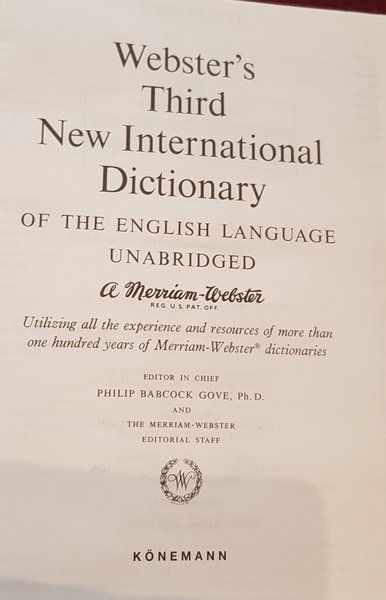 Webster's
Third
New International
Dictionary
OF THE ENGLISH LANGUAGE
UNABRIDGED
a Merriam-Webster
REG. U.S. PAT. OFF.
Utilizing all the experience and resources of more than
one hundred years of Merriam-Webster® dictionaries
EDITOR IN CHIEF
PHILIP BABCOCK GOVE, Ph.D.
AND
THE MERRIAM-WEBSTER
EDITORIAL STAFF
W
KÖNEMANN